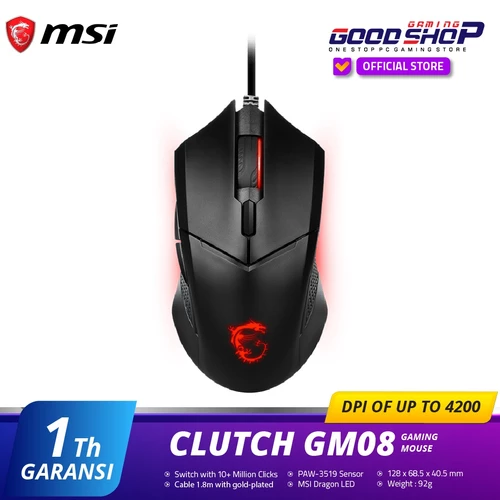 msi
GAMING
GOODSHOP
ONE STOP PC GAMING STORE
OFFICIAL STORE
DPI OF UP TO 4200
1Th
GARANSI
CLUTCH GM08
GAMING
MOUSE
Switch with 10+ Million Clicks
Cable 1.8m with gold-plated
PAW-3519 Sensor
MSI Dragon LED
128 x 68.5 x 40.5 mm
Weight : 92g